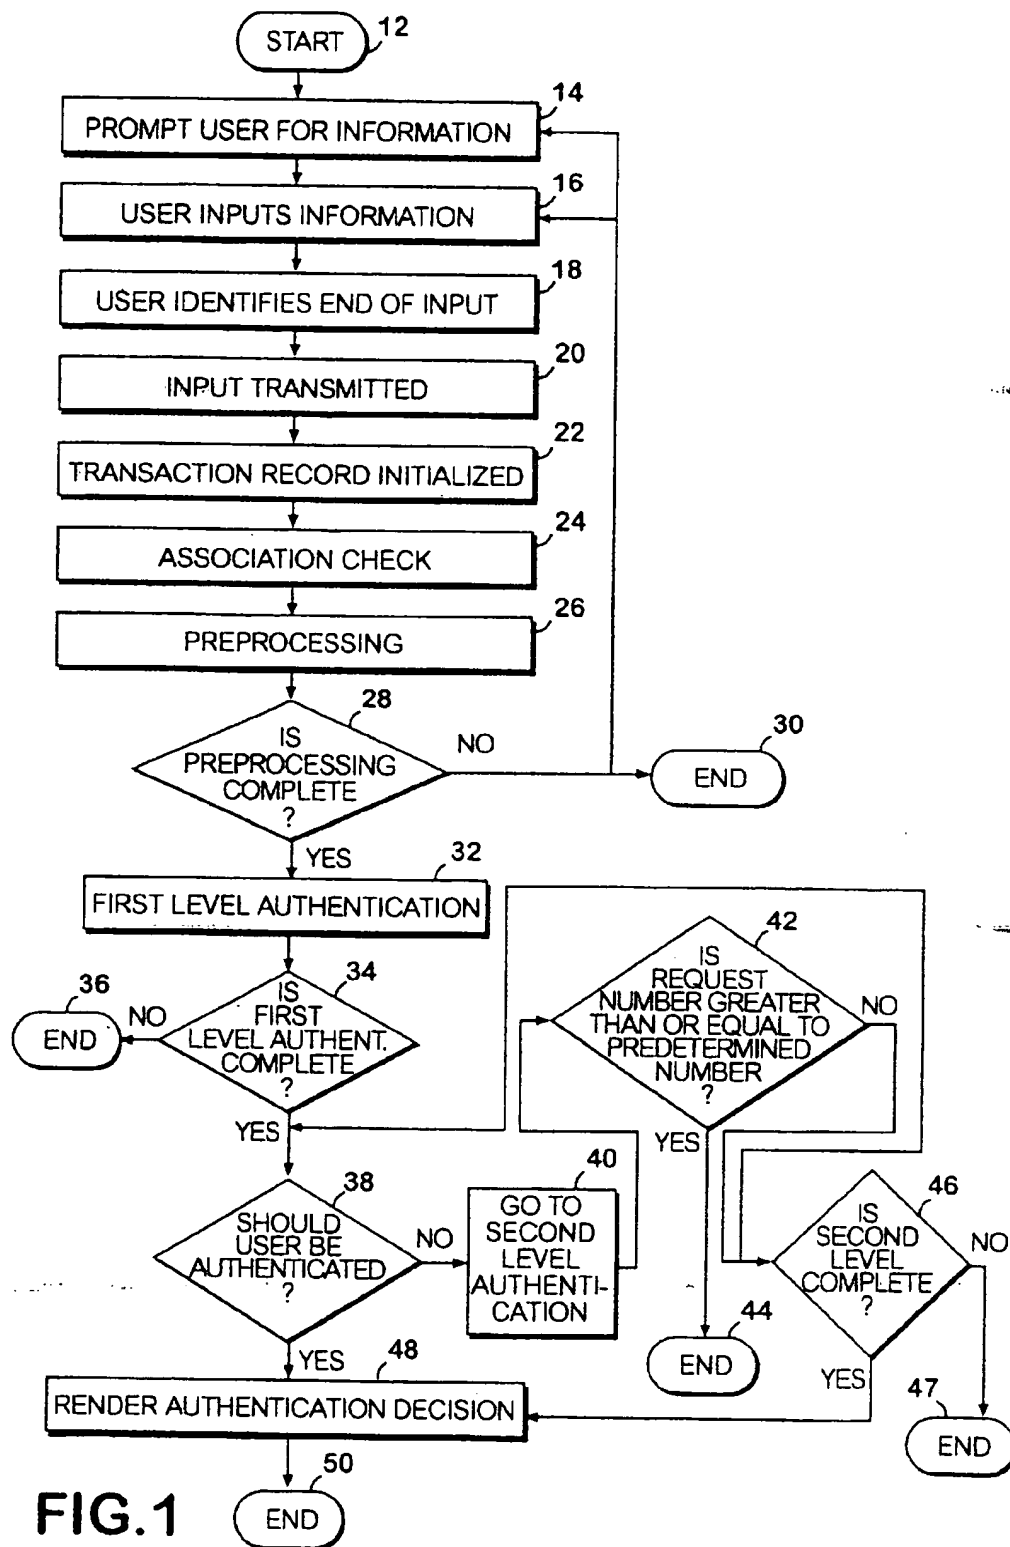 START
12
14
PROMPT USER FOR INFORMATION
16
USER INPUTS INFORMATION
18
USER IDENTIFIES END OF INPUT
20
INPUT TRANSMITTED
22
TRANSACTION RECORD INITIALIZED
24
ASSOCIATION CHECK
26
PREPROCESSING
28
IS
PREPROCESSING
COMPLETE
?
NO
30
END
YES
32
FIRST LEVEL AUTHENTICATION
34
IS
FIRST
LEVEL AUTHENT.
COMPLETE
?
NO
36
END
YES
42
IS
REQUEST
NUMBER GREATER
THAN OR EQUAL TO
PREDETERMINED
NUMBER
?
NO
YES
38
SHOULD
USER BE
AUTHENTICATED
?
NO
40
GO TO
SECOND
LEVEL
AUTHENTI-
CATION
44
END
46
IS
SECOND
LEVEL
COMPLETE
?
NO
YES
47
END
YES
48
RENDER AUTHENTICATION DECISION
50
END
FIG.1